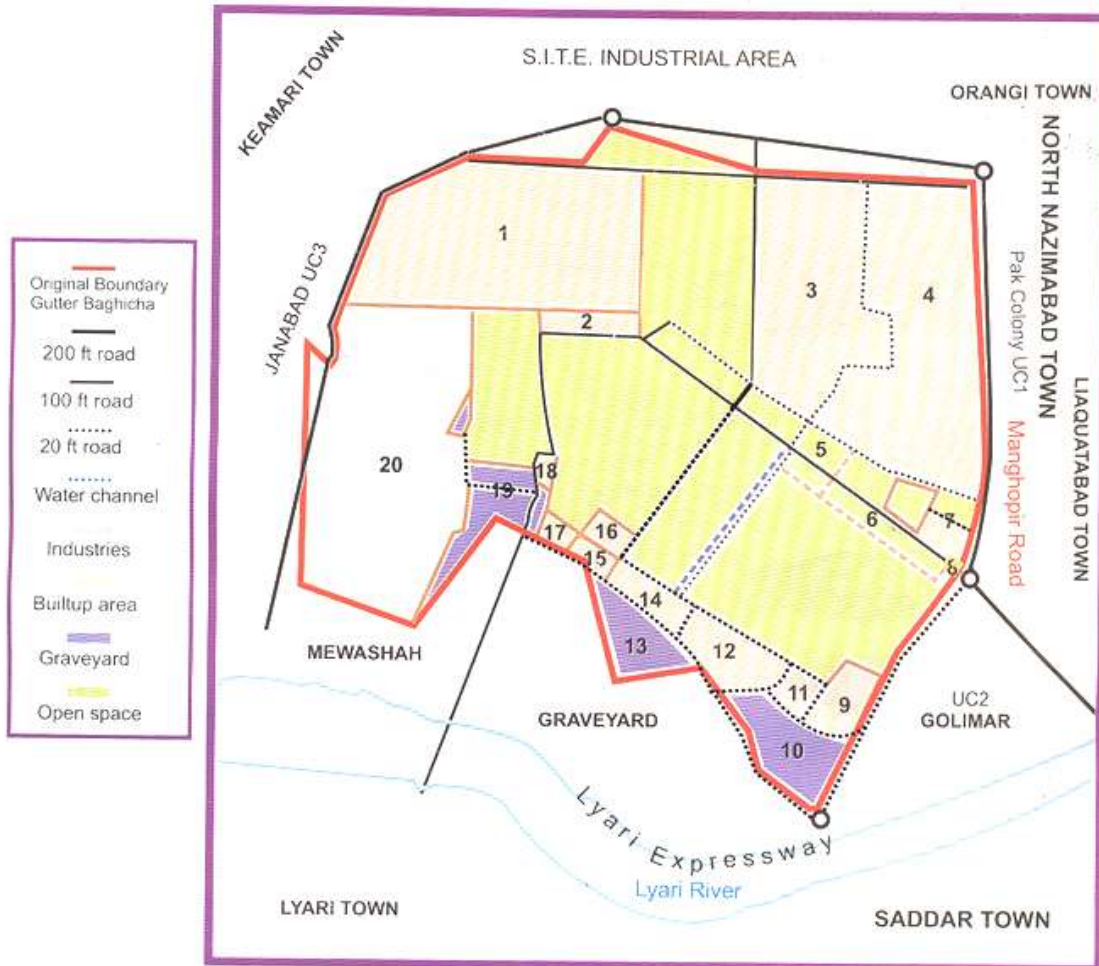 S.I.T.E. INDUSTRIAL AREA
KEAMARI TOWN
ORANGI TOWN
NORTH NAZIMABAD TOWN
Pak Colony UC1
LIAQUATABAD TOWN
Manghopir Road
JANABAD UC3
1
2
3
4
5
6
7
8
20
19
18
17
16
15
14
13
12
11
10
9
MEWASHAH
GRAVEYARD
UC2
GOLIMAR
Lyari Expressway
Lyari River
LYARI TOWN
SADDAR TOWN
Original Boundary
Gutter Baghicha
200 ft road
100 ft road
20 ft road
Water channel
Industries
Builtup area
Graveyard
Open space